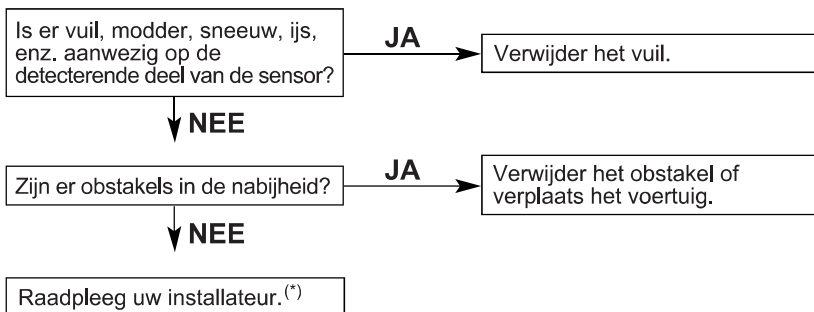 Is er vuil, modder, sneeuw, ijs,
enz. aanwezig op de
detecterende deel van de sensor?
JA
Verwijder het vuil.
NEE
Zijn er obstakels in de nabijheid?
JA
Verwijder het obstakel of
verplaats het voertuig.
NEE
Raadpleeg uw installateur.(*)